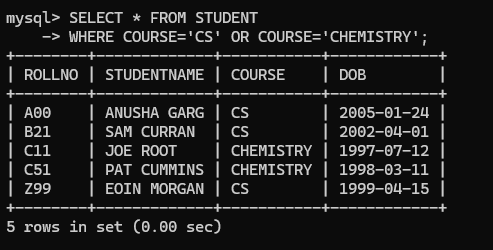 mysql> SELECT * FROM STUDENT
    -> WHERE COURSE='CS' OR COURSE='CHEMISTRY';
+--------+-------------+-----------+------------+
| ROLLNO | STUDENTNAME | COURSE    | DOB        |
+--------+-------------+-----------+------------+
| A00    | ANUSHA GARG | CS        | 2005-01-24 |
| B21    | SAM CURRAN  | CS        | 2002-04-01 |
| C11    | JOE ROOT    | CHEMISTRY | 1997-07-12 |
| C51    | PAT CUMMINS | CHEMISTRY | 1998-03-11 |
| Z99    | EOIN MORGAN | CS        | 1999-04-15 |
+--------+-------------+-----------+------------+
5 rows in set (0.00 sec)